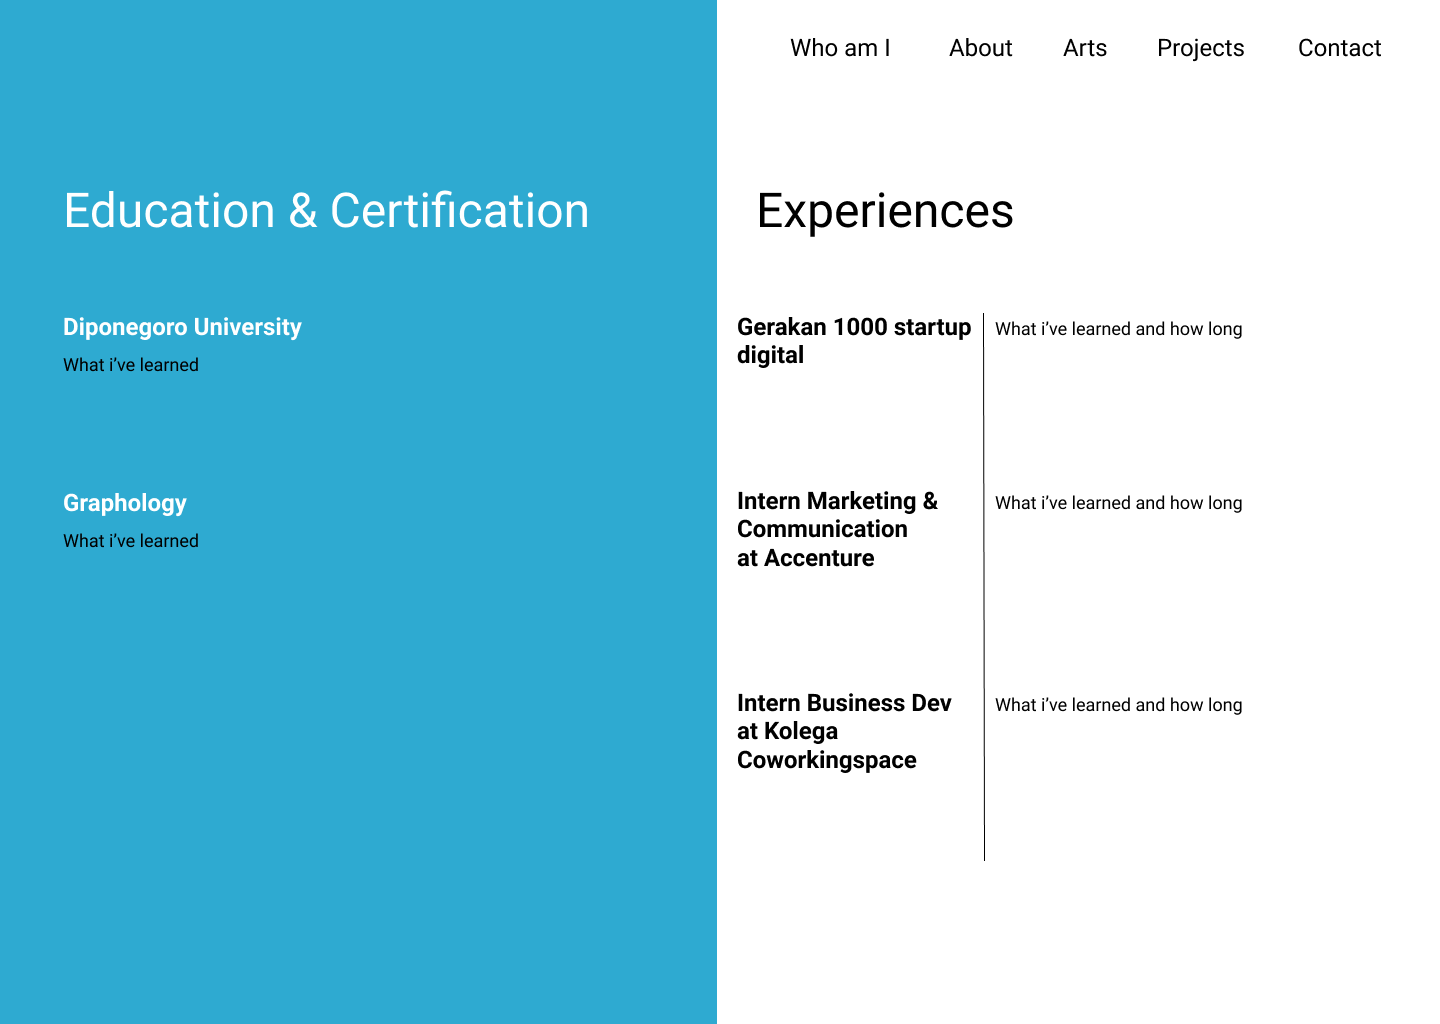 Who am I About Arts Projects Contact
Education & Certification
Diponegoro University
What i’ve learned
Graphology
What i’ve learned
Experiences
Gerakan 1000 startup
digital
What i’ve learned and how long
Intern Marketing &
Communication
at Accenture
What i’ve learned and how long
Intern Business Dev
at Kolega
Coworkingspace
What i’ve learned and how long